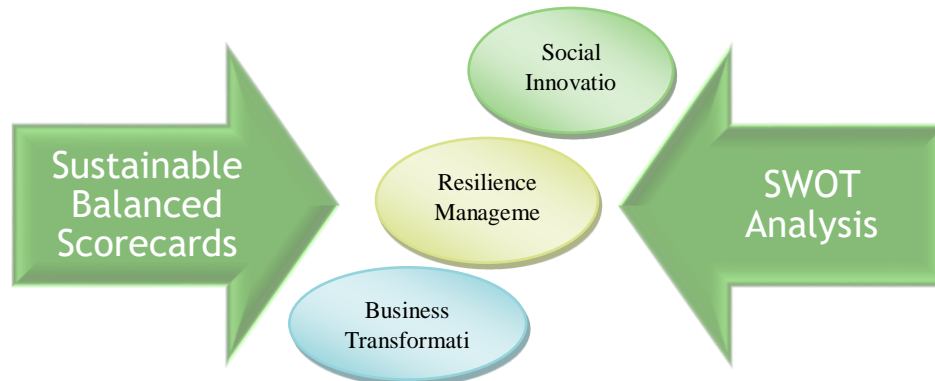 Social
Innovatio
Sustainable
Balanced
Scorecards
Resilience
Manageme
SWOT
Analysis
Business
Transformati